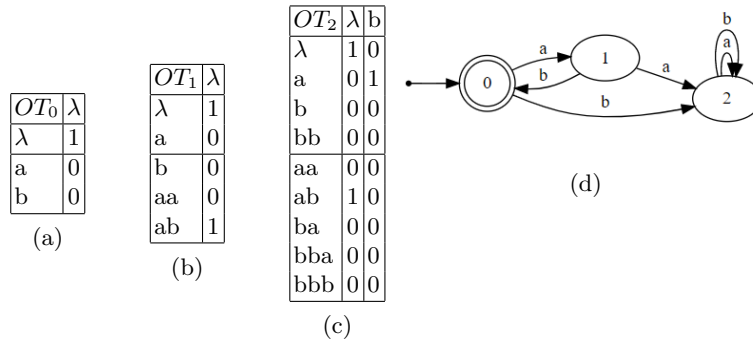 OT₀ λ
λ 1
a 0
b 0
(a)
OT₁ λ
λ 1
a 0
b 0
aa 0
ab 1
(b)
OT₂ λ b
λ 1 0
a 0 1
b 0 0
bb 0 0
aa 0 0
ab 1 0
ba 0 0
bba 0 0
bbb 0 0
(c)
b
a
a
1
0
b
a
2
b
(d)